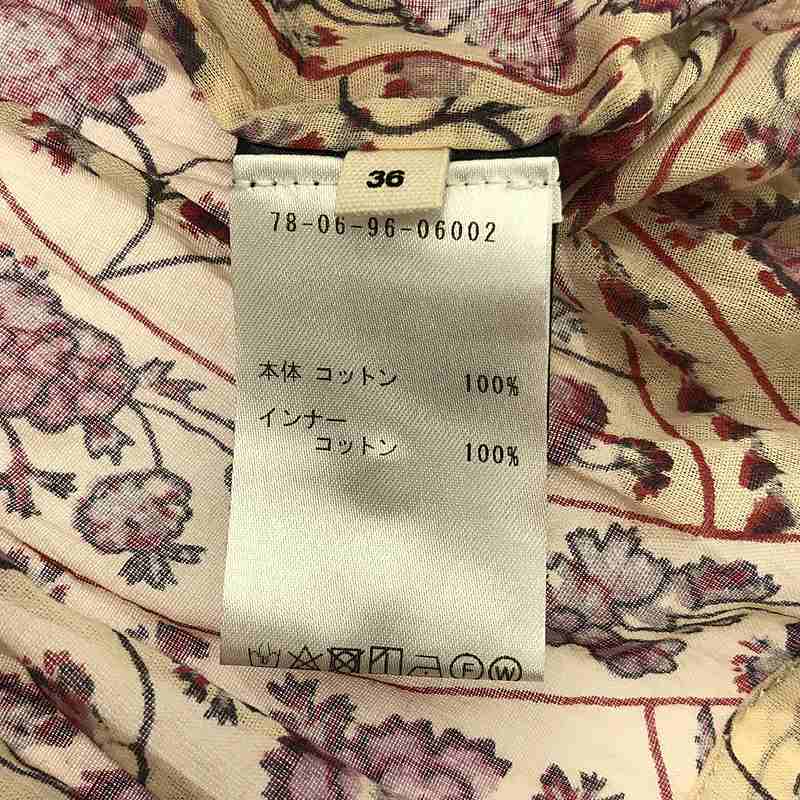 36
78-06-96-06002
本体 コットン 100%
インナー
コットン 100%
F W